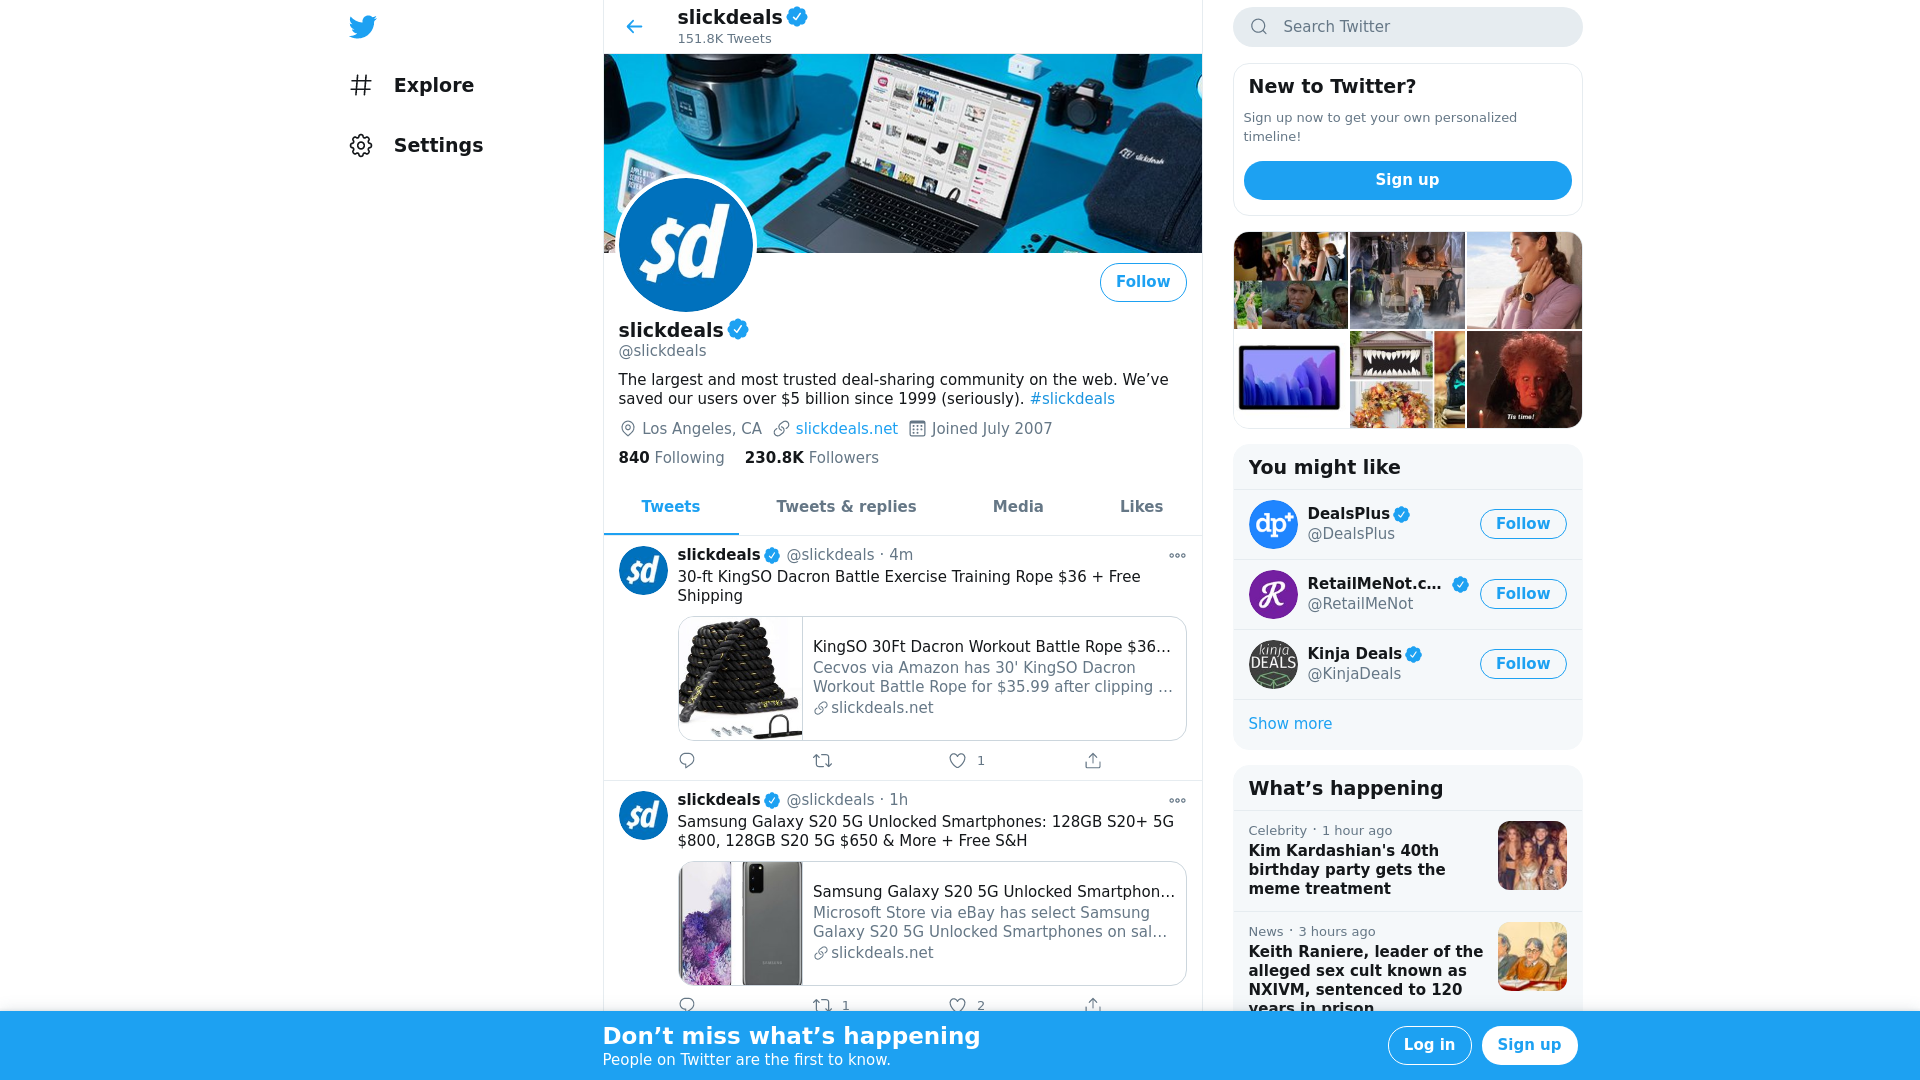 Explore
Settings
slickdeals
151.8K Tweets
slickdeals
$d
Follow
slickdeals
@slickdeals
The largest and most trusted deal-sharing community on the web. We’ve
saved our users over $5 billion since 1999 (seriously). #slickdeals
Los Angeles, CA slickdeals.net Joined July 2007
840 Following 230.8K Followers
Tweets Tweets & replies Media Likes
$d
slickdeals @slickdeals · 4m
30-ft KingSO Dacron Battle Exercise Training Rope $36 + Free
Shipping
KingSO 30Ft Dacron Workout Battle Rope $36...
Cecvos via Amazon has 30' KingSO Dacron
Workout Battle Rope for $35.99 after clipping ...
slickdeals.net
1
$d
slickdeals @slickdeals · 1h
Samsung Galaxy S20 5G Unlocked Smartphones: 128GB S20+ 5G
$800, 128GB S20 5G $650 & More + Free S&H
Samsung Galaxy S20 5G Unlocked Smartphon...
Microsoft Store via eBay has select Samsung
Galaxy S20 5G Unlocked Smartphones on sal...
slickdeals.net
1 2
Search Twitter
New to Twitter?
Sign up now to get your own personalized
timeline!
Sign up
Tis time!
You might like
dp+
DealsPlus
@DealsPlus
Follow
R
RetailMeNot.c...
@RetailMeNot
Follow
kinja
DEALS
Kinja Deals
@KinjaDeals
Follow
Show more
What’s happening
Celebrity · 1 hour ago
Kim Kardashian's 40th
birthday party gets the
meme treatment
News · 3 hours ago
Keith Raniere, leader of the
alleged sex cult known as
NXIVM, sentenced to 120
years in prison
Don’t miss what’s happening
People on Twitter are the first to know.
Log in
Sign up